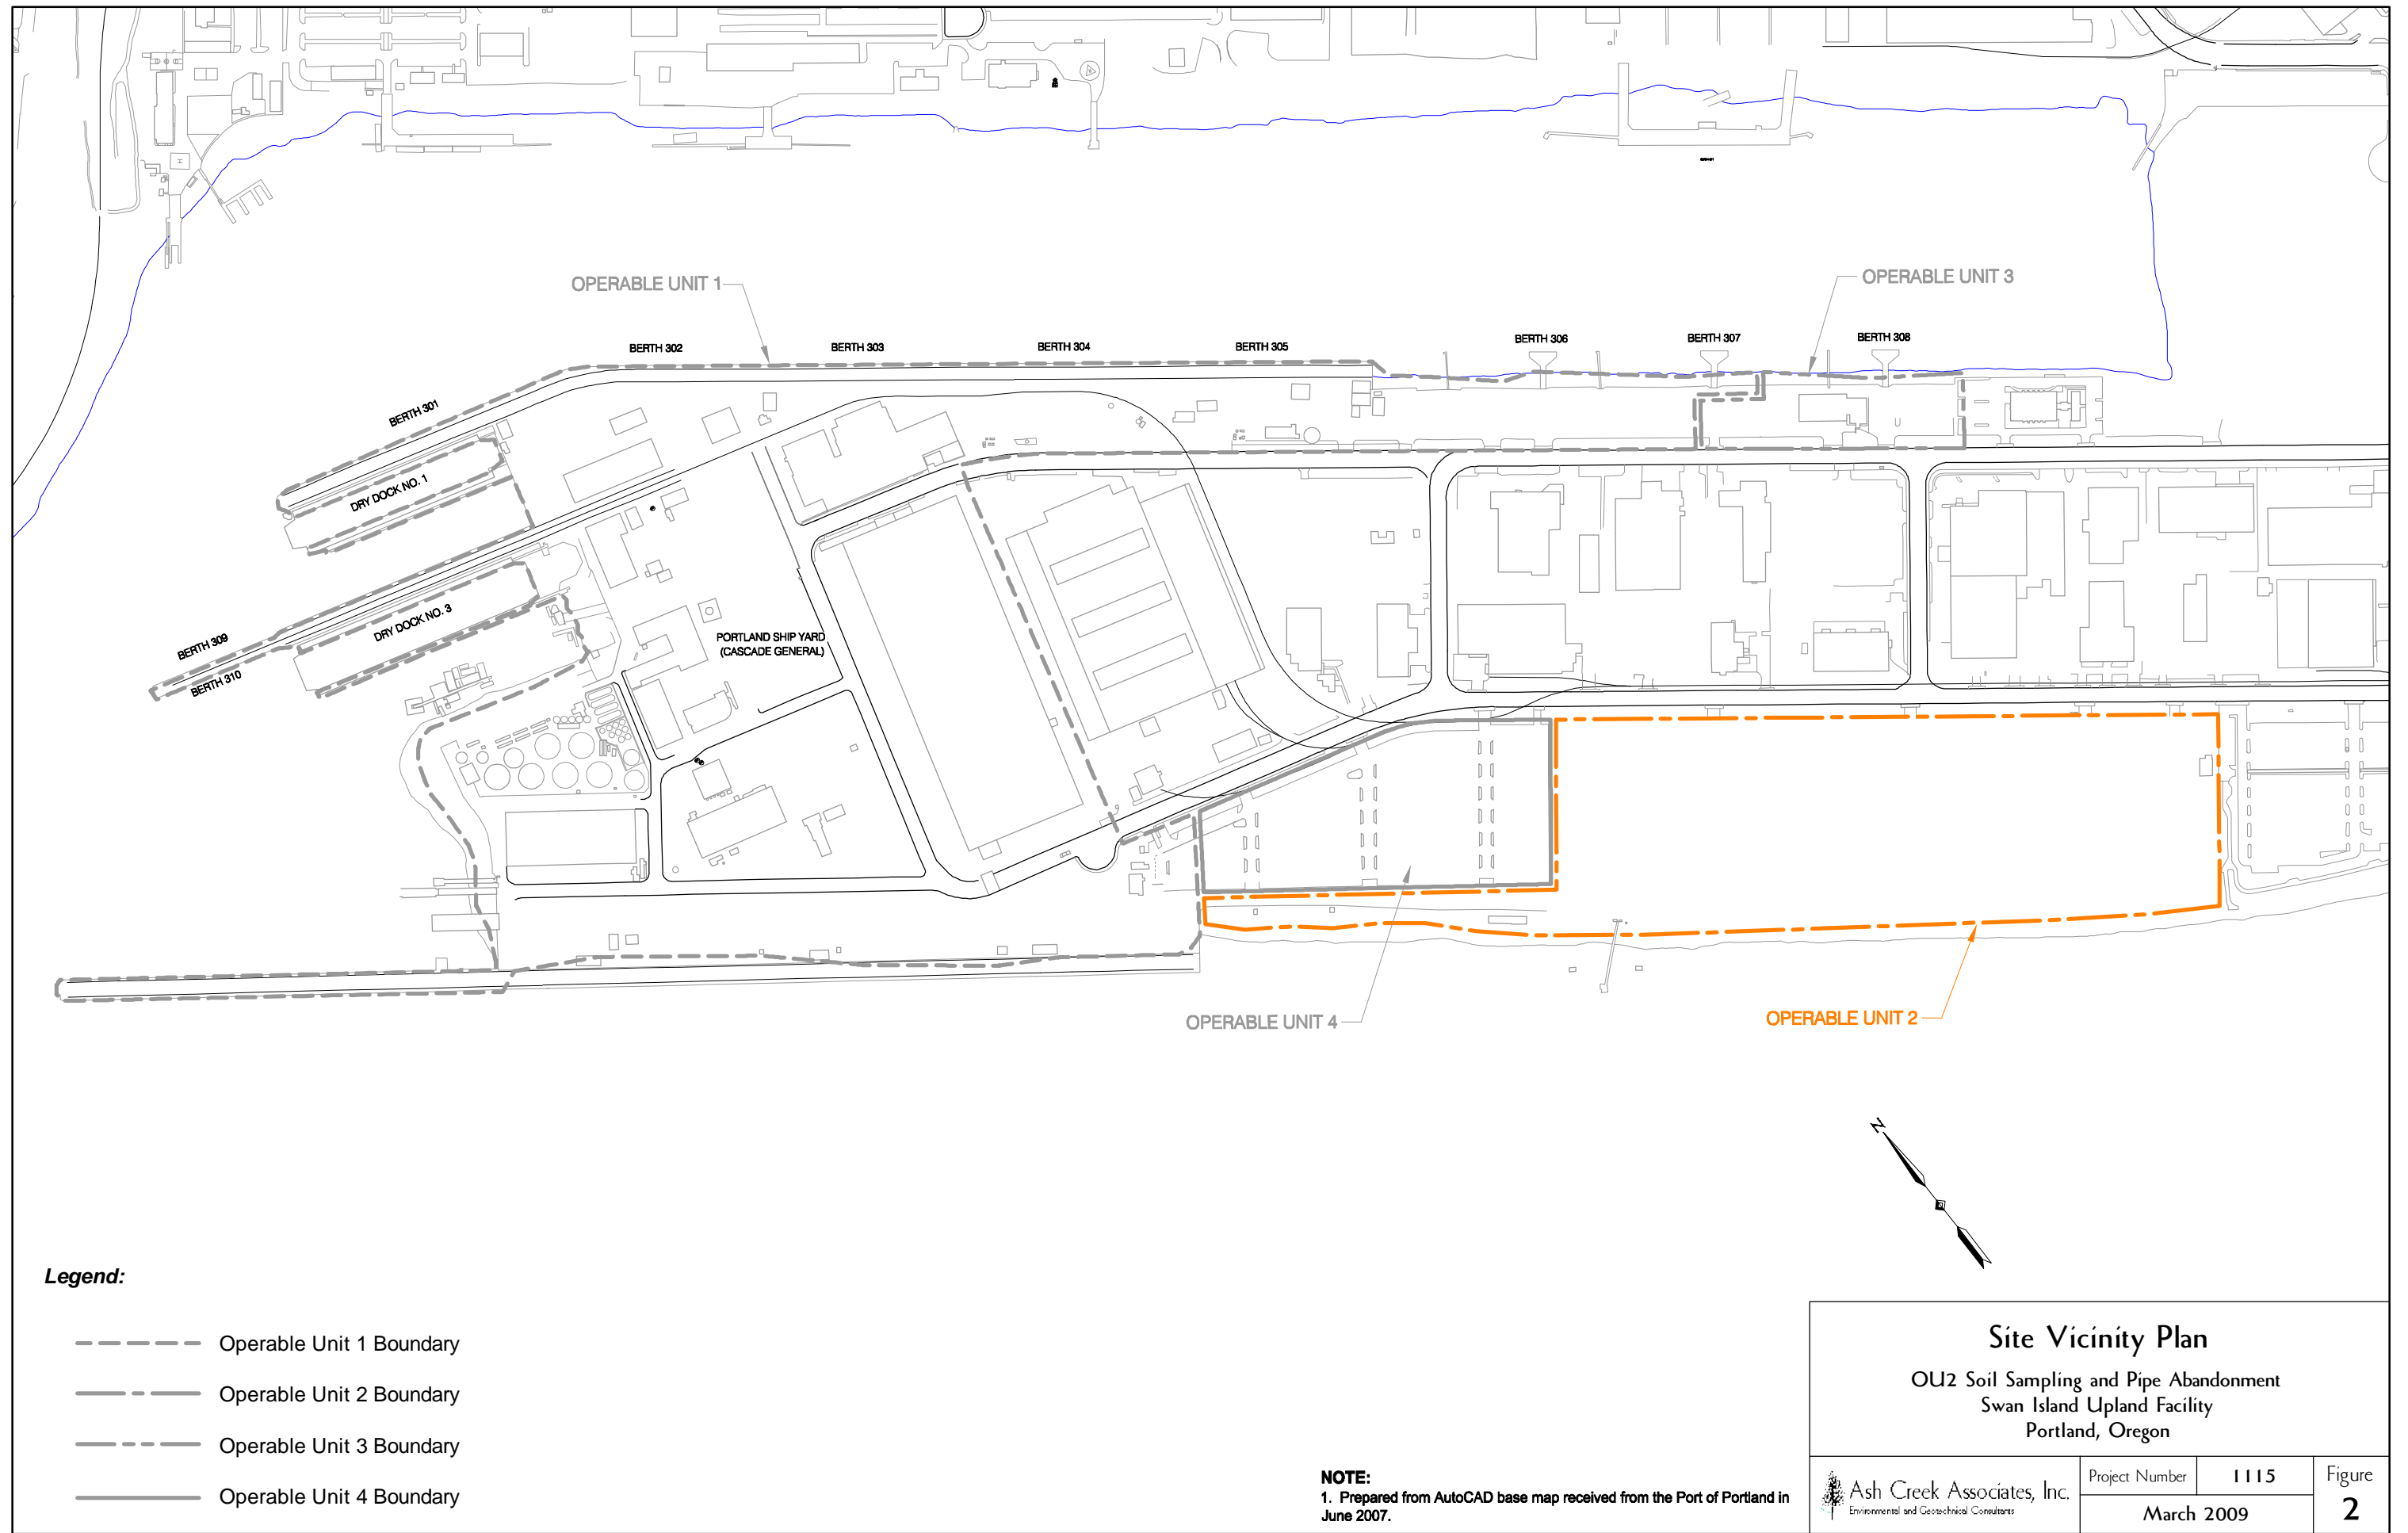 OPERABLE UNIT 1
OPERABLE UNIT 3
BERTH 302
BERTH 303
BERTH 304
BERTH 305
BERTH 306
BERTH 307
BERTH 308
BERTH 301
DRY DOCK NO. 1
BERTH 309
BERTH 310
DRY DOCK NO. 3
PORTLAND SHIP YARD
(CASCADE GENERAL)
OPERABLE UNIT 4
OPERABLE UNIT 2
N
Legend:
Operable Unit 1 Boundary
Operable Unit 2 Boundary
Operable Unit 3 Boundary
Operable Unit 4 Boundary
NOTE:
1. Prepared from AutoCAD base map received from the Port of Portland in
June 2007.
Site Vicinity Plan
OU2 Soil Sampling and Pipe Abandonment
Swan Island Upland Facility
Portland, Oregon
Ash Creek Associates, Inc.
Environmental and Geotechnical Consultants
Project Number
1115
March 2009
Figure
2